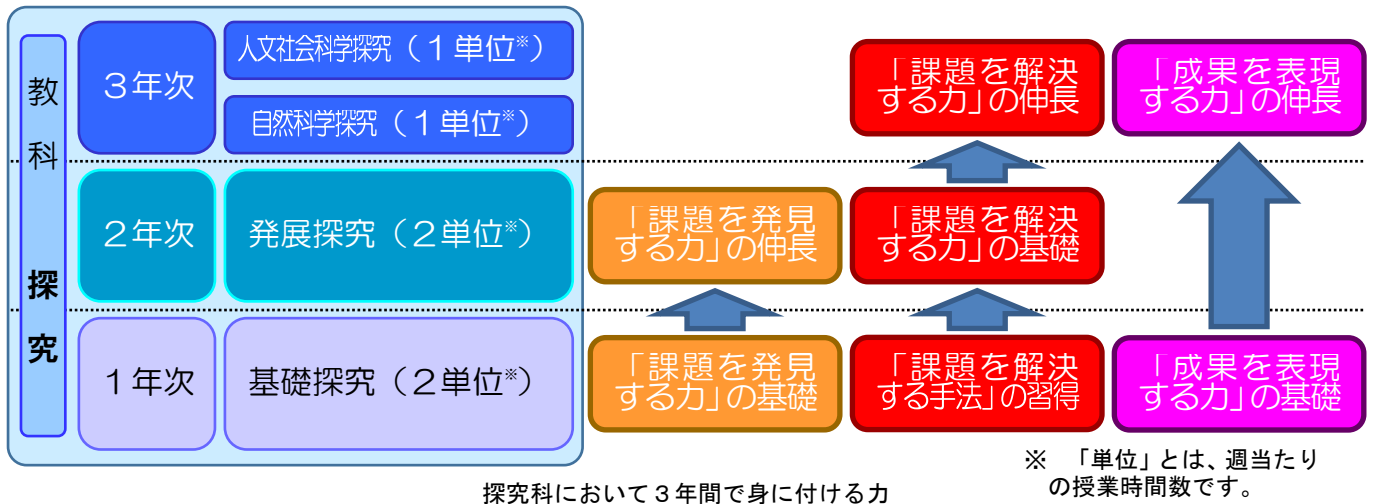 教科 探究
3年次
人文社会科学探究（1単位※）
自然科学探究（1単位※）
「課題を解決
する力」の伸長
「成果を表現
する力」の伸長
2年次
発展探究（2単位※）
「課題を発見
する力」の伸長
「課題を解決
する力」の基礎
1年次
基礎探究（2単位※）
「課題を発見
する力」の基礎
「課題を解決
する手法」の習得
「成果を表現
する力」の基礎
※　「単位」とは、週当たり
の授業時間数です。
探究科において３年間で身に付ける力